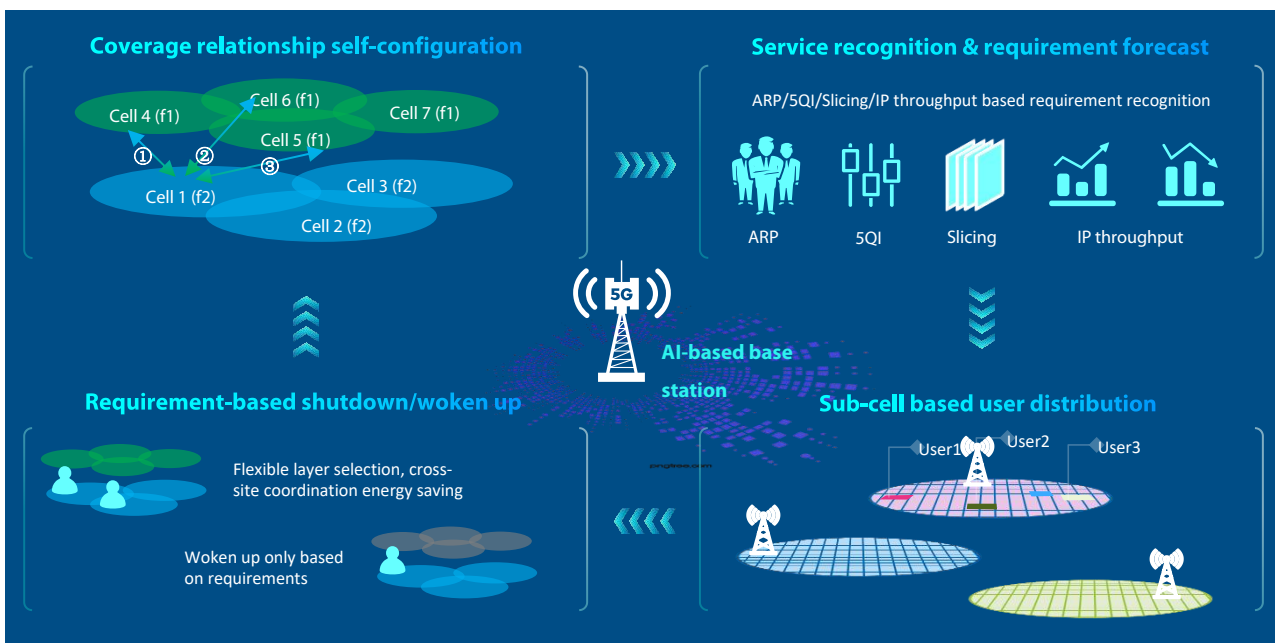 Coverage relationship self-configuration
Cell 6 (f1)
Cell 4 (f1)
Cell 7 (f1)
Cell 5 (f1)
①
②
③
Cell 3 (f2)
Cell 1 (f2)
Cell 2 (f2)
Service recognition & requirement forecast
ARP/5QI/Slicing/IP throughput based requirement recognition
ARP
5QI
Slicing
IP throughput
5G
AI-based base
station
Requirement-based shutdown/woken up
Flexible layer selection, cross-
site coordination energy saving
Woken up only based
on requirements
Sub-cell based user distribution
User1
User2
User3